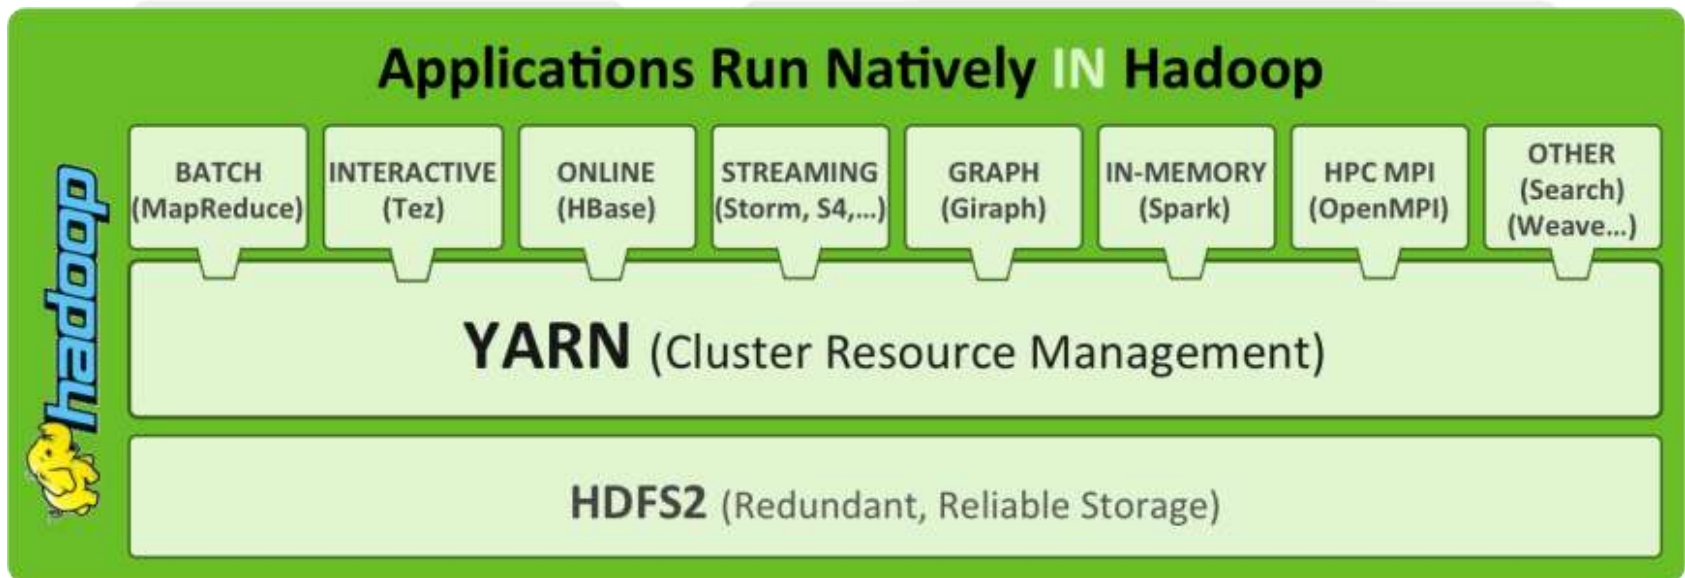 Applications Run Natively IN Hadoop
BATCH
(MapReduce)
INTERACTIVE
(Tez)
ONLINE
(HBase)
STREAMING
(Storm, S4,...)
GRAPH
(Giraph)
IN-MEMORY
(Spark)
HPC MPI
(OpenMPI)
OTHER
(Search)
(Weave...)
hadoop
YARN (Cluster Resource Management)
HDFS2 (Redundant, Reliable Storage)